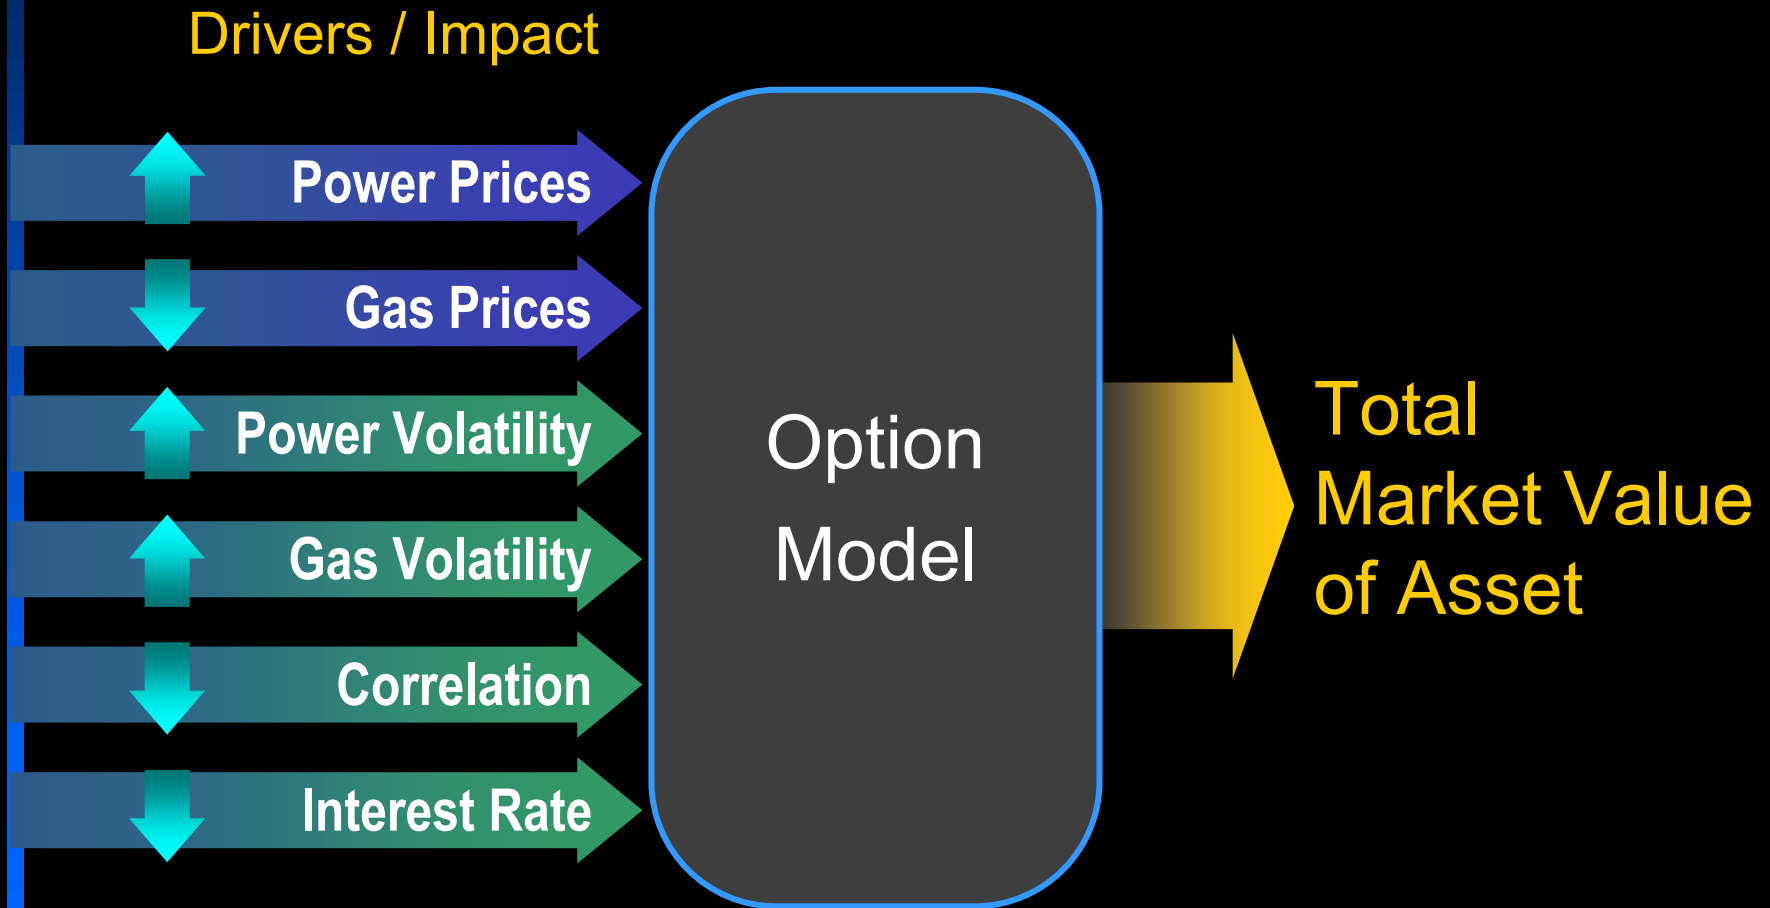 Drivers / Impact
Power Prices
Gas Prices
Power Volatility
Gas Volatility
Correlation
Interest Rate
Option
Model
Total
Market Value
of Asset